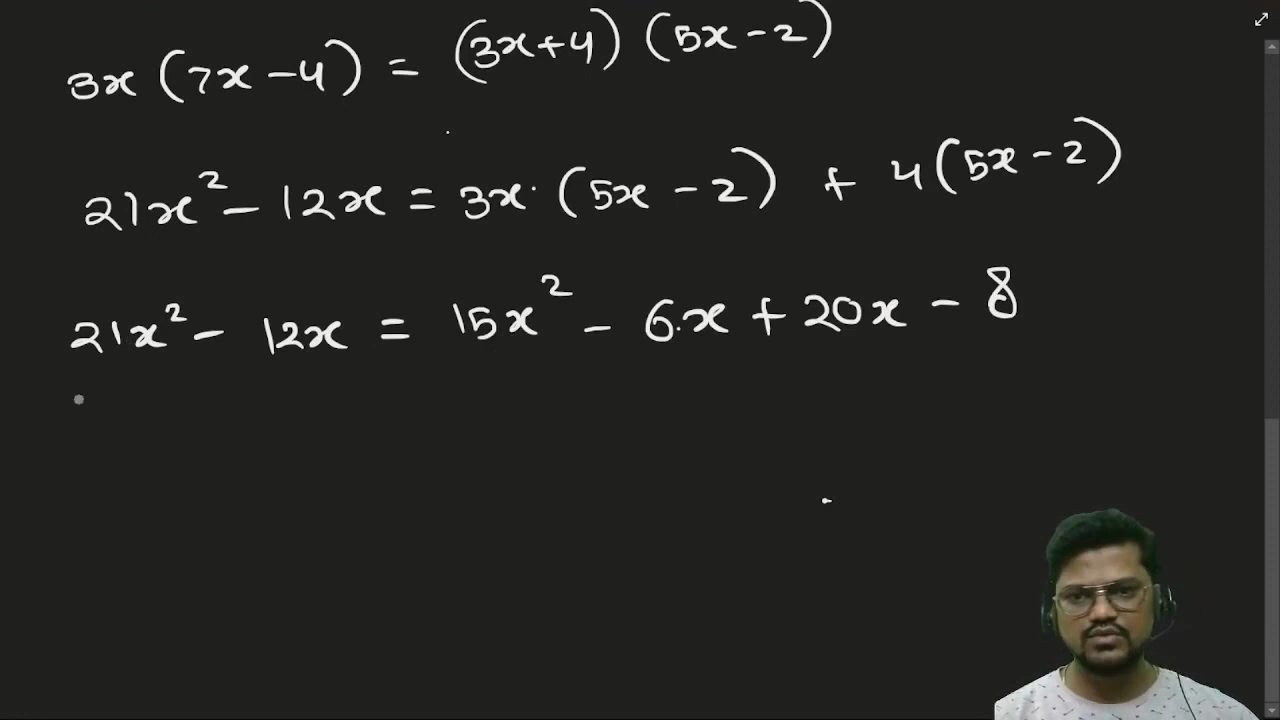 3x (7x - 4) = (3x+4) (5x-2)
21x² - 12x = 3x · (5x - 2) + 4(5x-2)
21x² - 12x = 15x² - 6.x + 20x - 8